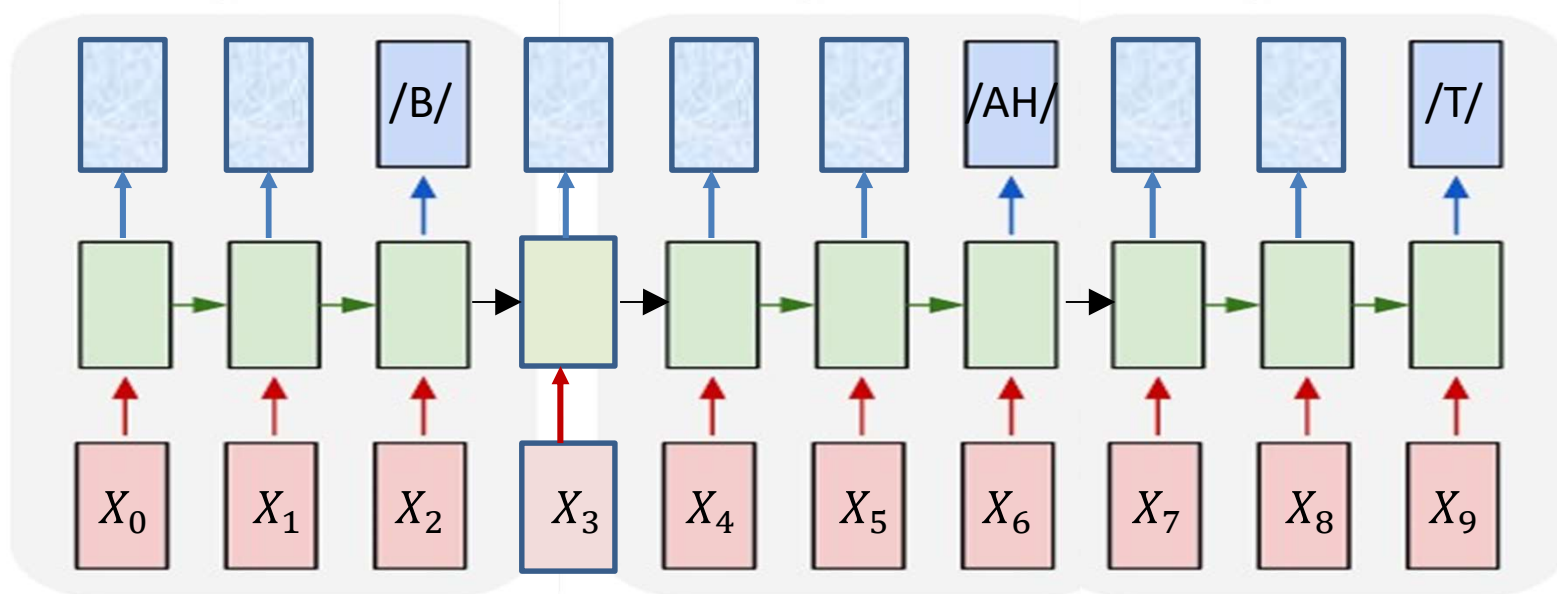 /B/ /AH/ /T/
X₀ X₁ X₂ X₃ X₄ X₅ X₆ X₇ X₈ X₉